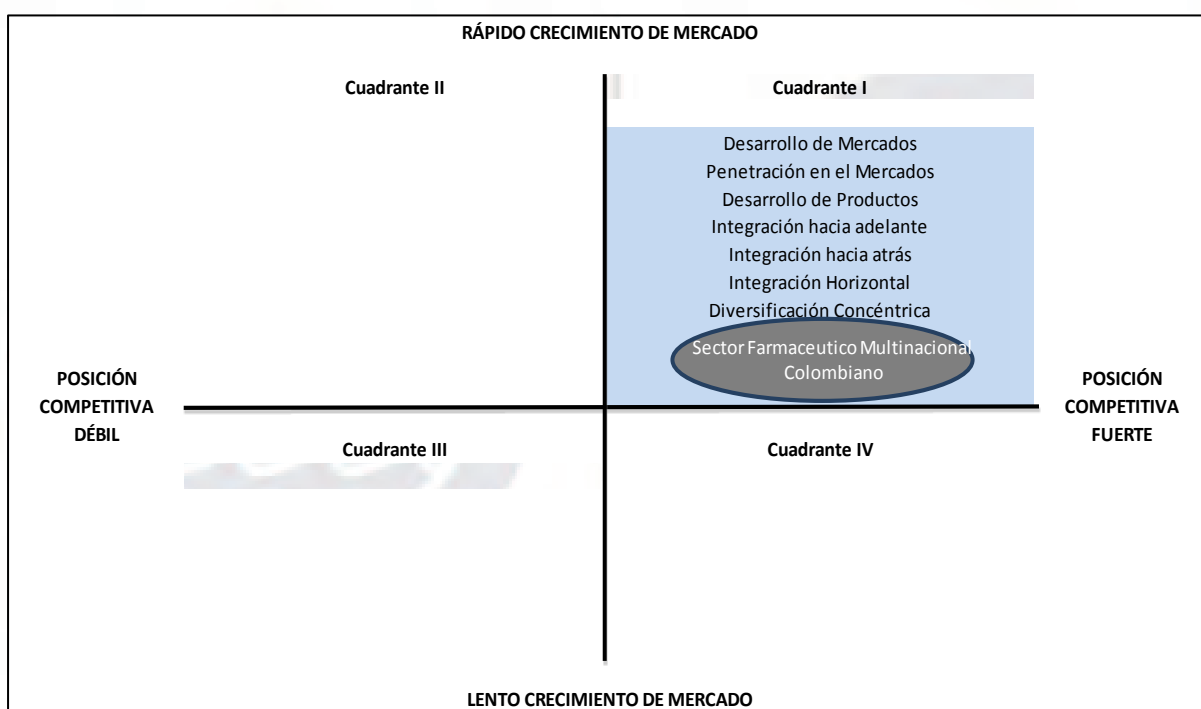 RÁPIDO CRECIMIENTO DE MERCADO
Cuadrante II
Cuadrante I
Desarrollo de Mercados
Penetración en el Mercados
Desarrollo de Productos
Integración hacia adelante
Integración hacia atrás
Integración Horizontal
Diversificación Concéntrica
Sector Farmaceutico Multinacional
Colombiano
POSICIÓN
COMPETITIVA
DÉBIL
POSICIÓN
COMPETITIVA
FUERTE
Cuadrante III
Cuadrante IV
LENTO CRECIMIENTO DE MERCADO